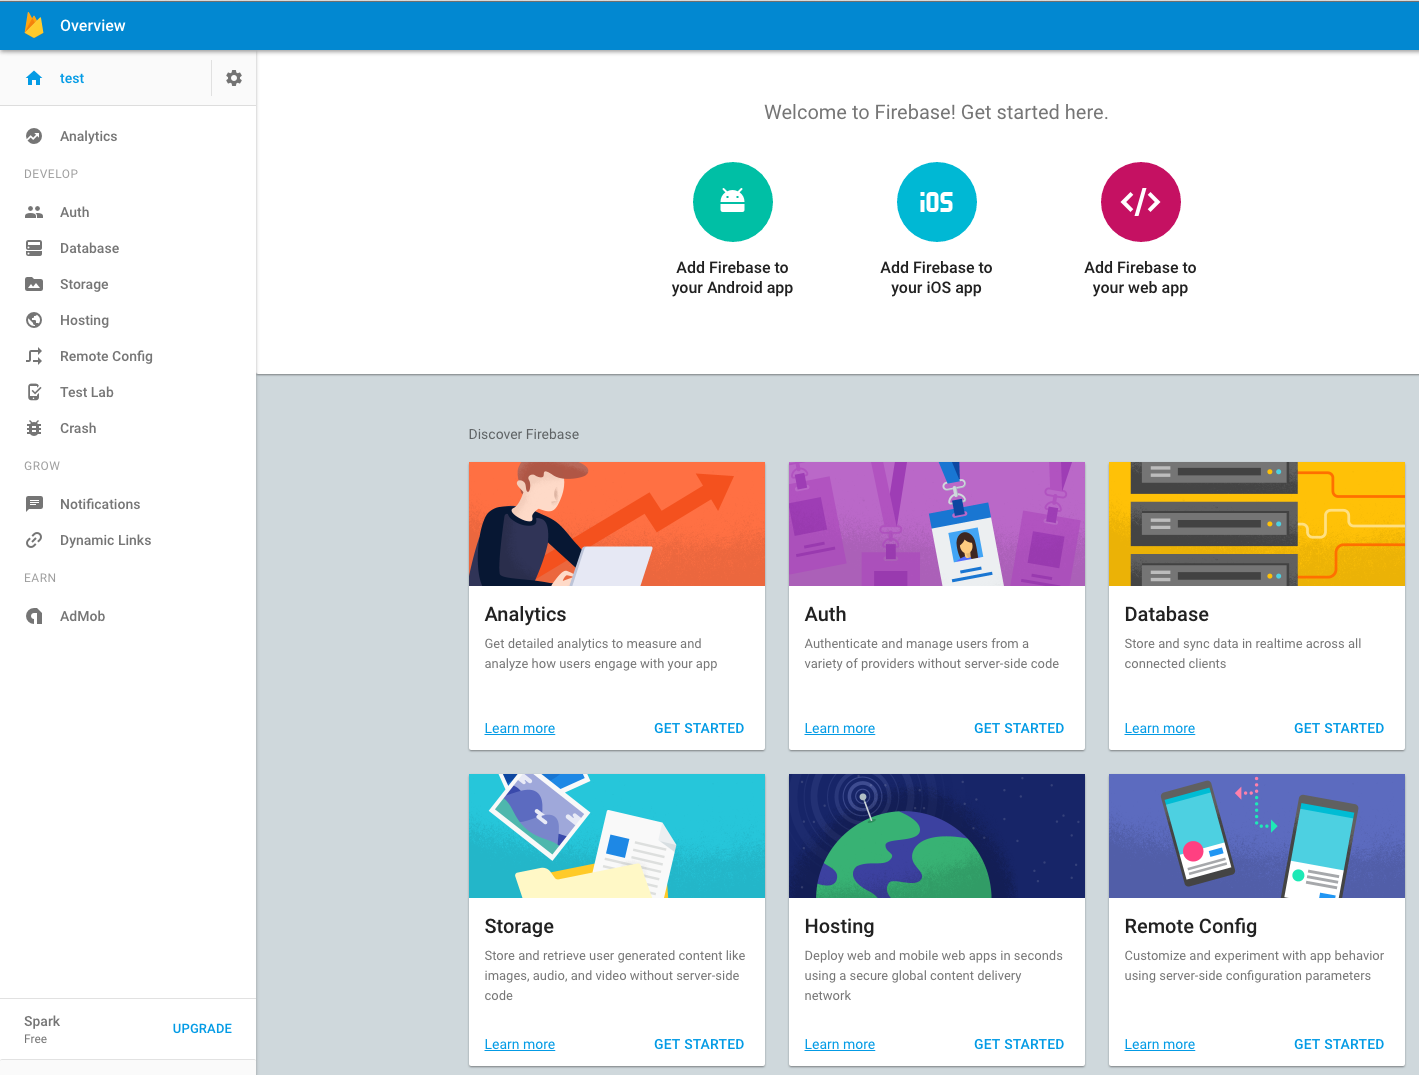 Overview
test
Analytics
DEVELOP
Auth
Database
Storage
Hosting
Remote Config
Test Lab
Crash
GROW
Notifications
Dynamic Links
EARN
AdMob
Spark
Free
UPGRADE
Welcome to Firebase! Get started here.
iOS
</>
Add Firebase to
your Android app
Add Firebase to
your iOS app
Add Firebase to
your web app
Discover Firebase
Analytics
Get detailed analytics to measure and
analyze how users engage with your app
Learn more
GET STARTED
Auth
Authenticate and manage users from a
variety of providers without server-side code
Learn more
GET STARTED
Database
Store and sync data in realtime across all
connected clients
Learn more
GET STARTED
Storage
Store and retrieve user generated content like
images, audio, and video without server-side
code
Learn more
GET STARTED
Hosting
Deploy web and mobile web apps in seconds
using a secure global content delivery
network
Learn more
GET STARTED
Remote Config
Customize and experiment with app behavior
using server-side configuration parameters
Learn more
GET STARTED